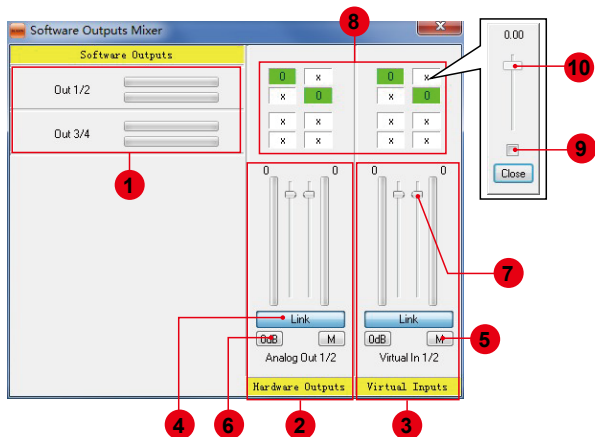 Software Outputs Mixer
x
Software Outputs
Out 1/2
Out 3/4
1
8
0 x
x 0
x x
x x
0 x
x 0
x x
x x
0.00
10
9
Close
0 0
0 0
7
Link
Link
0dB M
0dB M
5
Analog Out 1/2
Virtual In 1/2
Hardware Outputs
Virtual Inputs
4
6
2
3